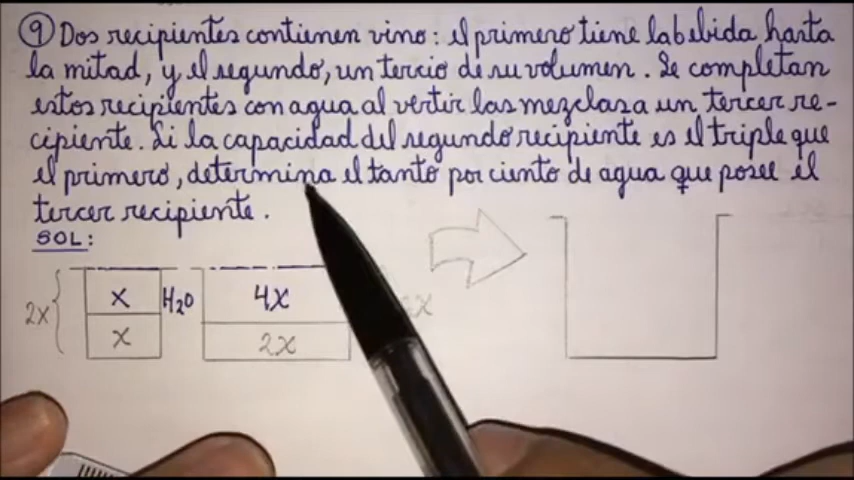 9 Dos recipientes contienen vino: el primero tiene la bebida hasta
la mitad, y el segundo, un tercio de su volumen. Se completan
estos recipientes con agua al vertir las mezclas a un tercer re-
cipiente. Si la capacidad del segundo recipiente es el triple que
el primero, determina el tanto por ciento de agua que posee el
tercer recipiente.
SOL:
2x { x H₂O 4x
x 2x